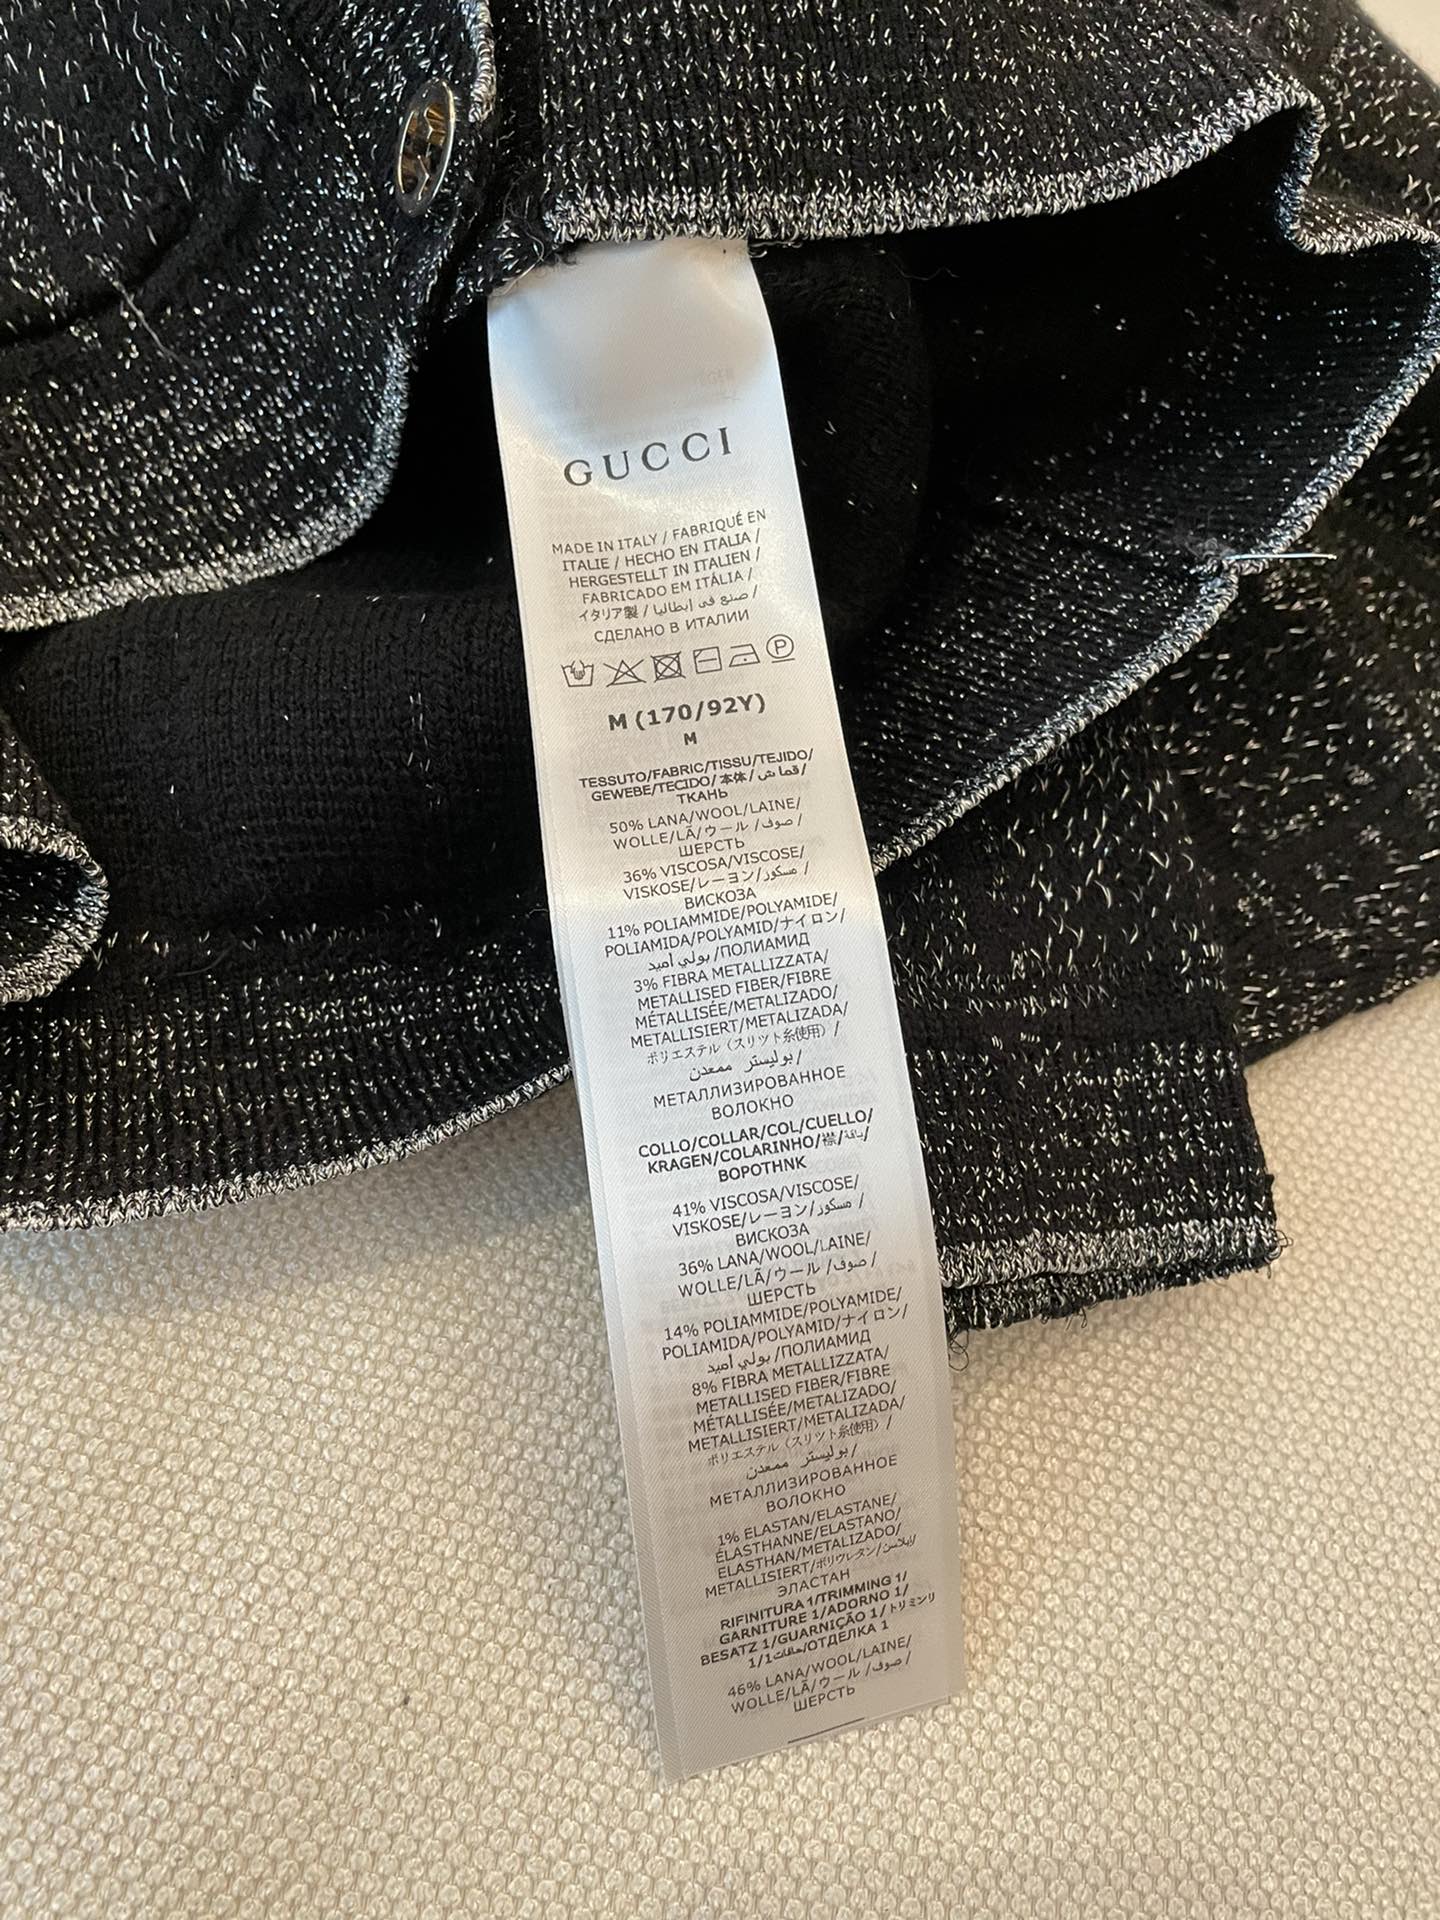 GUCCI
MADE IN ITALY / FABRIQUÉ EN
ITALIE / HECHO EN ITALIA /
HERGESTELLT IN ITALIEN /
FABRICADO EM ITÁLIA /
イタリア製 / صنع في إيطاليا /
СДЕЛАНО В ИТАЛИИ
P
M (170/92Y)
M
TESSUTO/FABRIC/TISSU/TEJIDO/
GEWEBE/TECIDO/本体/قماش/
ТКАНЬ
50% LANA/WOOL/LAINE/
WOLLE/LÃ/ウール/صوف/
ШЕРСТЬ
36% VISCOSA/VISCOSE/
VISKOSE/レーヨン/مسكوز/
ВИСКОЗА
11% POLIAMMIDE/POLYAMIDE/
POLIAMIDA/POLYAMID/ナイロン/
بولي أميد/ПОЛИАМИД
3% FIBRA METALLIZZATA/
METALLISED FIBER/FIBRE
MÉTALLISÉE/METALIZADO/
METALLISIERT/METALIZADA/
ポリエステル（スリット糸使用）/
بوليستر ممعدن/
МЕТАЛЛИЗИРОВАННОЕ
ВОЛОКНО
COLLO/COLLAR/COL/CUELLO/
KRAGEN/COLARINHO/襟/ياقة/
ВОРОТНК
41% VISCOSA/VISCOSE/
VISKOSE/レーヨン/مسكوز/
ВИСКОЗА
36% LANA/WOOL/LAINE/
WOLLE/LÃ/ウール/صوف/
ШЕРСТЬ
14% POLIAMMIDE/POLYAMIDE/
POLIAMIDA/POLYAMID/ナイロン/
بولي أميد/ПОЛИАМИД
8% FIBRA METALLIZZATA/
METALLISED FIBER/FIBRE
MÉTALLISÉE/METALIZADO/
METALLISIERT/METALIZADA/
ポリエステル（スリット糸使用）/
بوليستر ممعدن/
МЕТАЛЛИЗИРОВАННОЕ
ВОЛОКНО
1% ELASTAN/ELASTANE/
ÉLASTHANNE/ELASTANO/
ELASTHAN/METALIZADO/
METALLISIERT/ポリウレタン/
ЭЛАСТАН
RIFINITURA 1/TRIMMING 1/
GARNITURE 1/ADORNO 1/
BESATZ 1/GUARNIÇÃO 1/トリミング
1/1حافات/ОТДЕЛКА 1
46% LANA/WOOL/LAINE/
WOLLE/LÃ/ウール/صوف/
ШЕРСТЬ